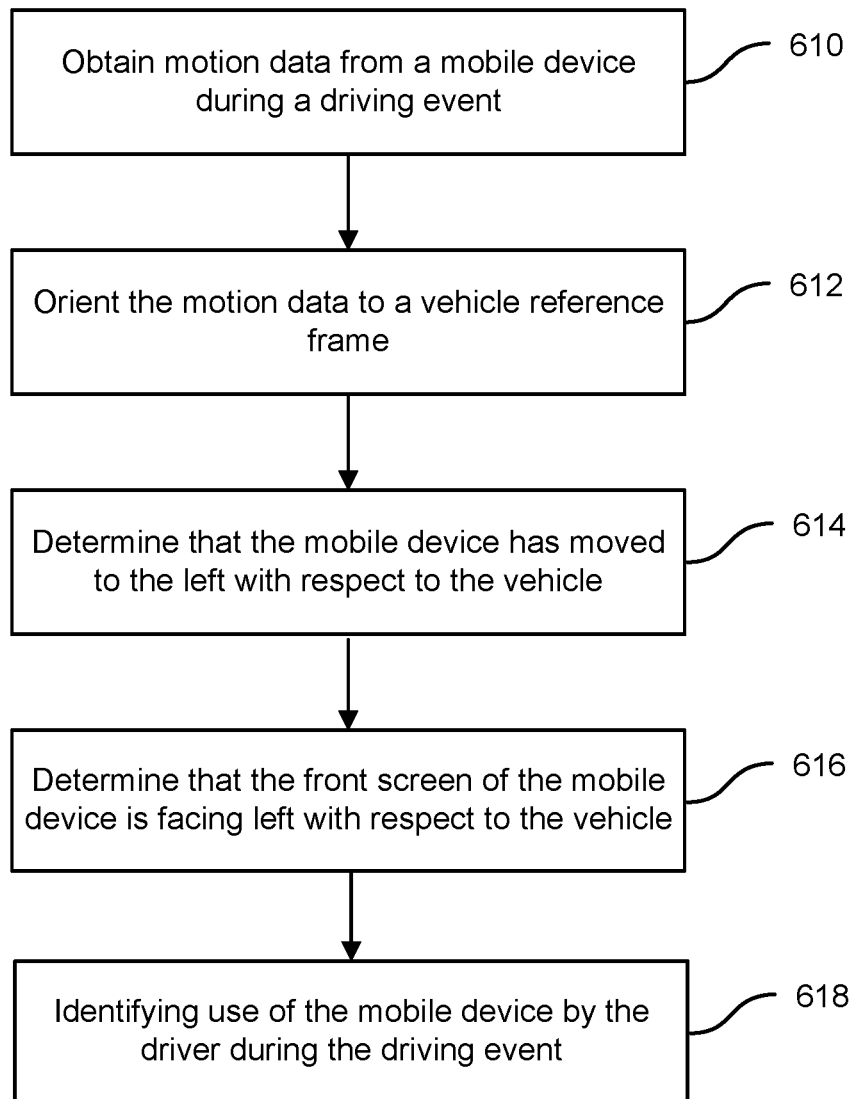 Obtain motion data from a mobile device
during a driving event
610
Orient the motion data to a vehicle reference
frame
612
Determine that the mobile device has moved
to the left with respect to the vehicle
614
Determine that the front screen of the mobile
device is facing left with respect to the vehicle
616
Identifying use of the mobile device by the
driver during the driving event
618